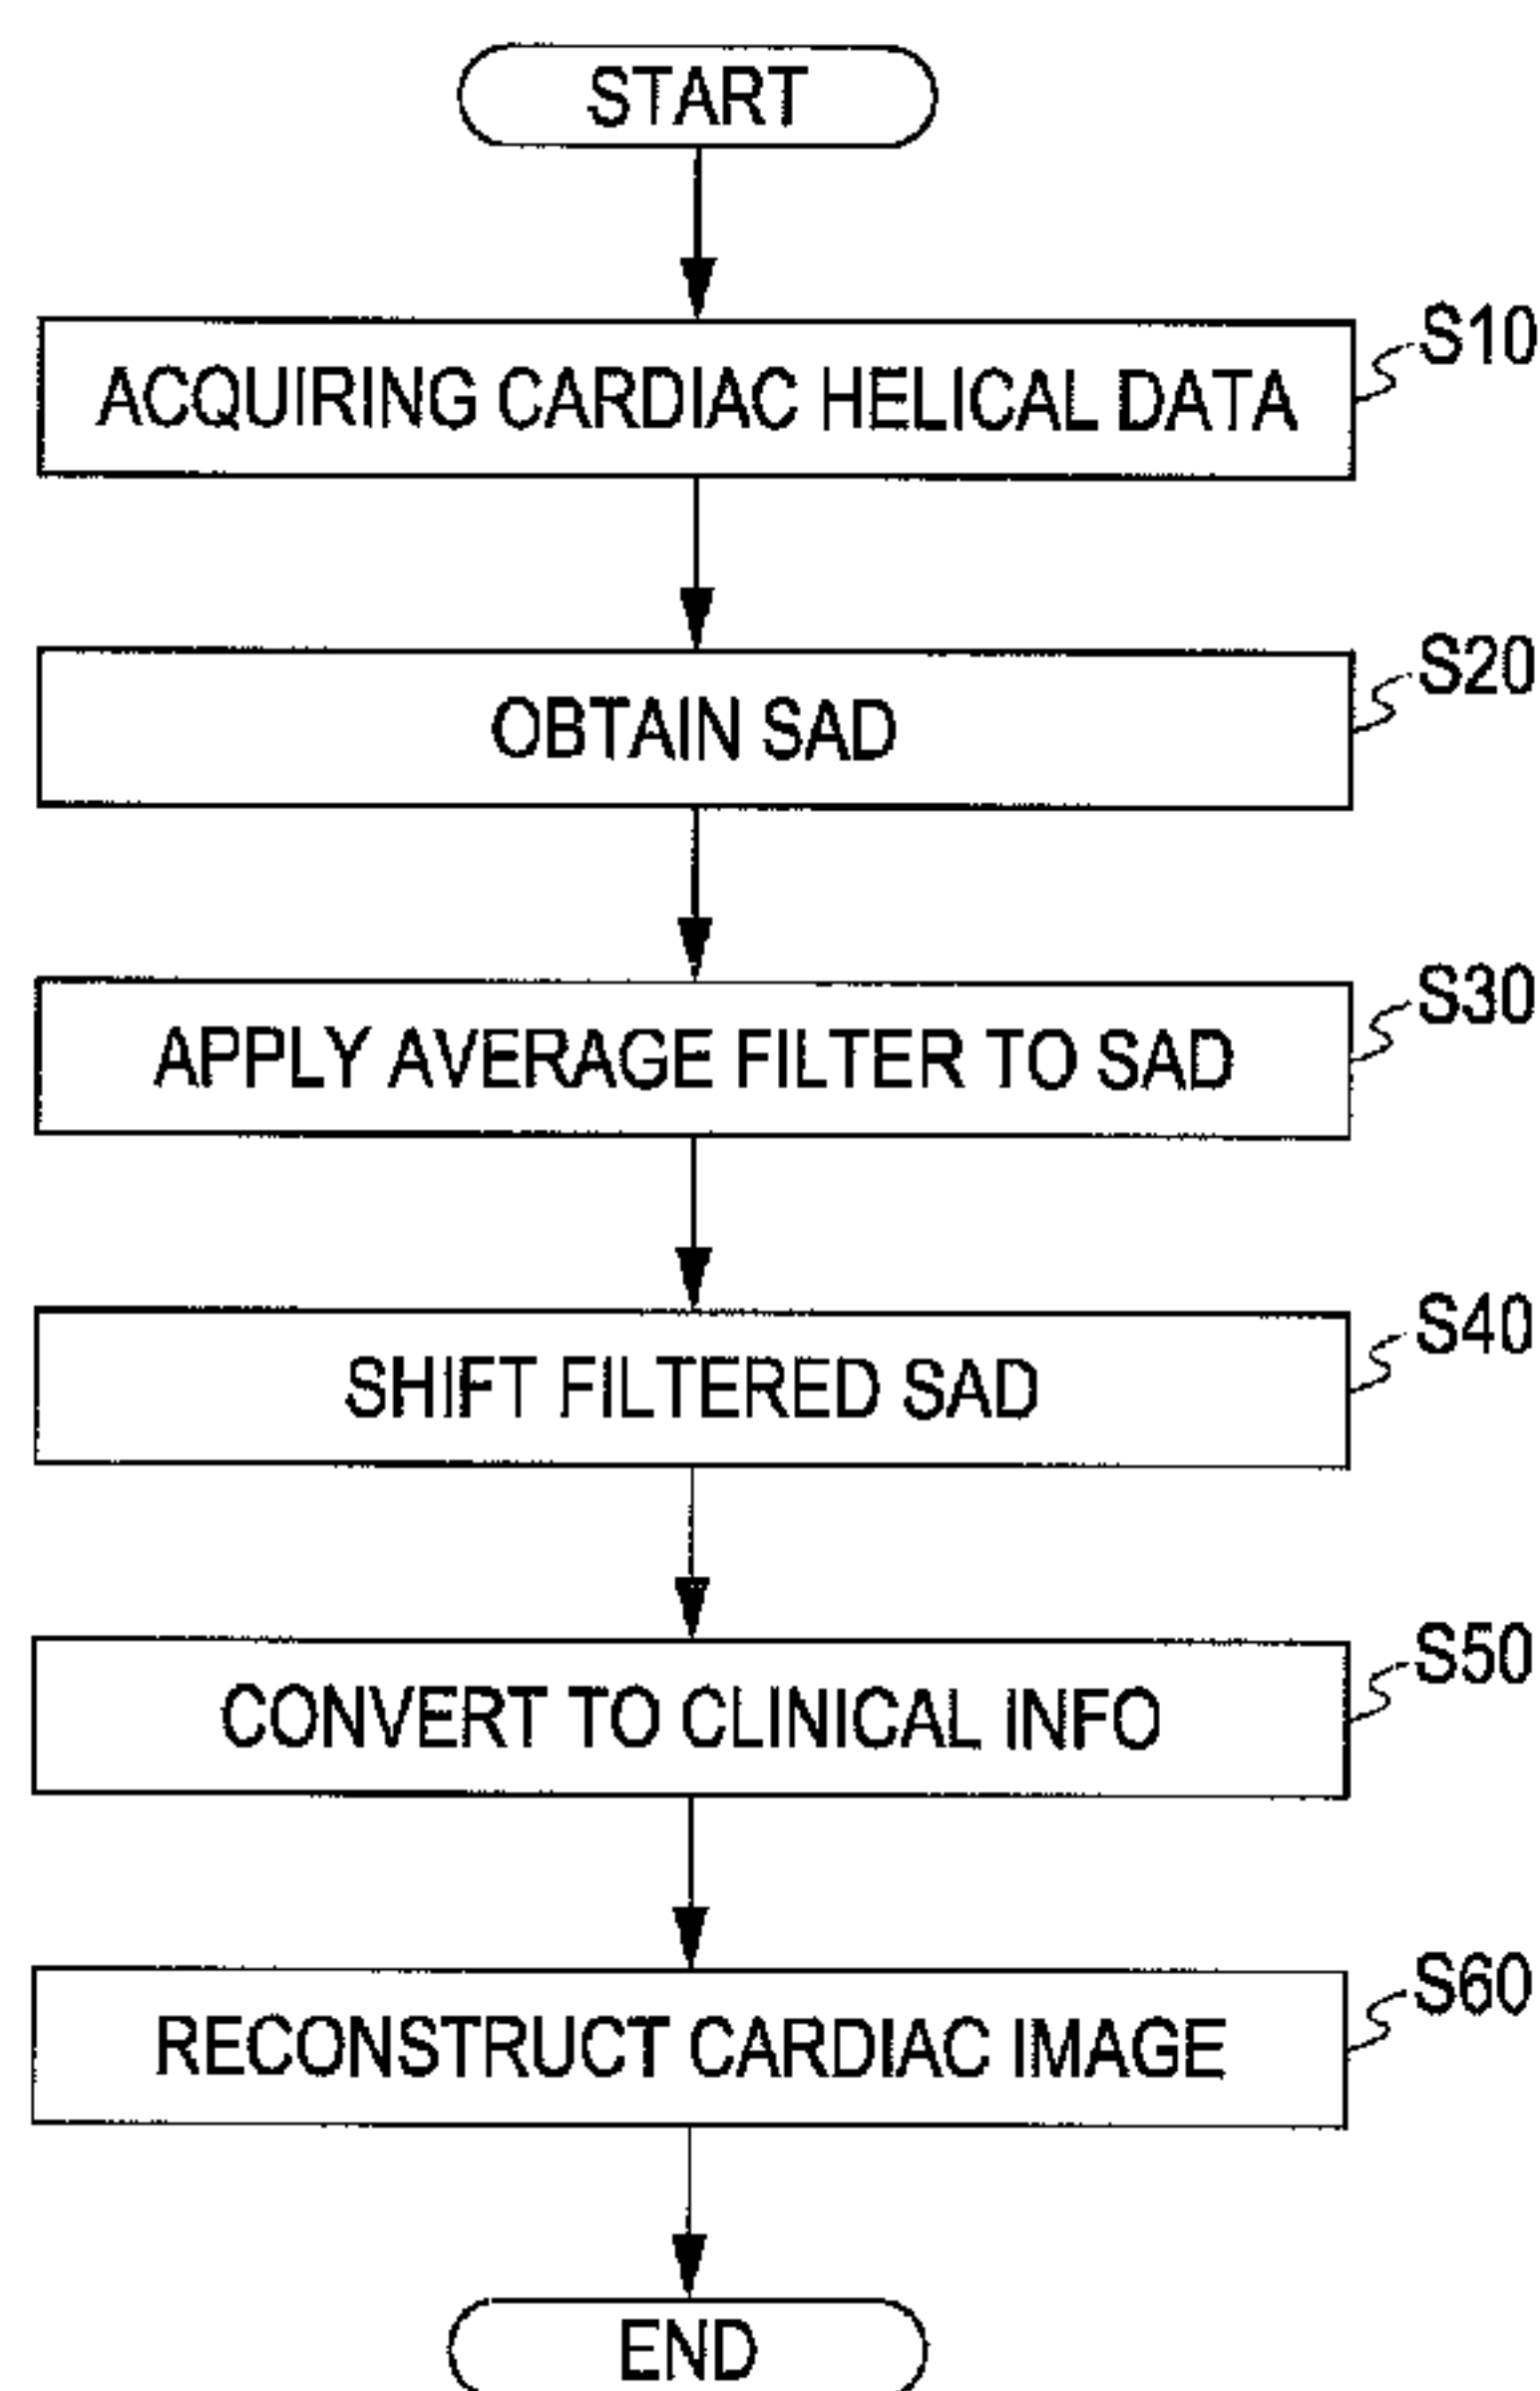 START
ACQUIRING CARDIAC HELICAL DATA
S10
OBTAIN SAD
S20
APPLY AVERAGE FILTER TO SAD
S30
SHIFT FILTERED SAD
S40
CONVERT TO CLINICAL INFO
S50
RECONSTRUCT CARDIAC IMAGE
S60
END